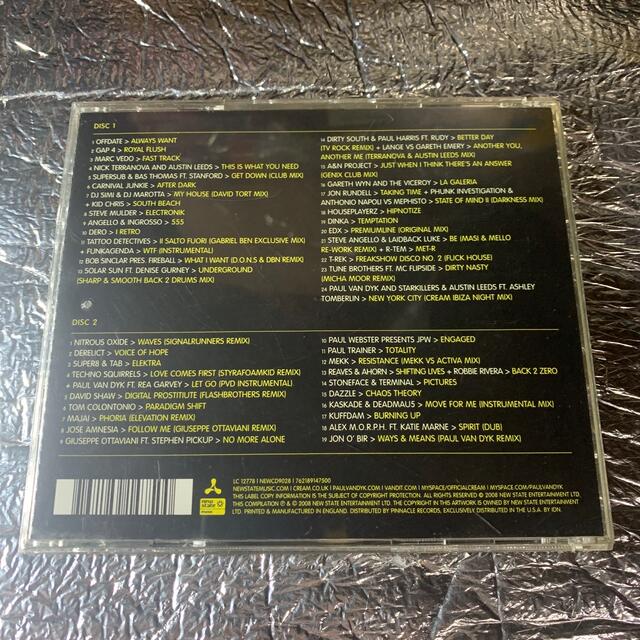 DISC 1
1 OFFDATE > ALWAYS WANT
2 GAP 4 > ROYAL FLUSH
3 MARC VEDO > FAST TRACK
4 NICK TERRANOVA AND AUSTIN LEEDS > THIS IS WHAT YOU NEED
5 SUPERSUB & BAS THOMAS FT. STANFORD > GET DOWN (CLUB MIX)
6 CARNIVAL JUNKIE > AFTER DARK
7 DJ SIMI & DJ MAROTTA > MY HOUSE (DAVID TORT MIX)
KID CHRIS > SOUTH BEACH
8 STEVE MULDER > ELECTRONIK
9 ANGELLO & INGROSSO > 555
10 DERO > I RETRO
11 TATTOO DETECTIVES > II SALTO FUORI (GABRIEL BEN EXCLUSIVE MIX)
+ FUNKAGENDA > WTF (INSTRUMENTAL)
12 BOB SINCLAR PRES. FIREBALL > WHAT I WANT (D.O.N.S & DBN REMIX)
13 SOLAR SUN FT. DENISE GURNEY > UNDERGROUND
(SHARP & SMOOTH BACK 2 DRUMS MIX)
14 DIRTY SOUTH & PAUL HARRIS FT. RUDY > BETTER DAY
(TV ROCK REMIX) + LANGE VS GARETH EMERY > ANOTHER YOU,
ANOTHER ME (TERRANOVA & AUSTIN LEEDS MIX)
15 A&N PROJECT > JUST WHEN I THINK THERE'S AN ANSWER
(GENIX CLUB MIX)
16 GARETH WYN AND THE VICEROY > LA GALERIA
17 JON RUNDELL > TAKING TIME + PHUNK INVESTIGATION &
ANTHONIO NAPOLI VS MEPHISTO > STATE OF MIND II (DARKNESS MIX)
18 HOUSEPLAYERZ > HIPNOTIZE
19 DINKA > TEMPTATION
20 EDX > PREMIUMLINE (ORIGINAL MIX)
21 STEVE ANGELLO & LAIDBACK LUKE > BE (MASI & MELLO
RE-WORK REMIX) + R-TEM > MET-R
22 T-REK > FREAKSHOW DISCO NO. 2 (FUCK HOUSE)
23 TUNE BROTHERS FT. MC FLIPSIDE > DIRTY NASTY
(MICHA MOOR REMIX)
24 PAUL VAN DYK AND STARKILLERS & AUSTIN LEEDS FT. ASHLEY
TOMBERLIN > NEW YORK CITY (CREAM IBIZA NIGHT MIX)
DISC 2
1 NITROUS OXIDE > WAVES (SIGNALRUNNERS REMIX)
2 DERELICT > VOICE OF HOPE
3 SUPER8 & TAB > ELEKTRA
4 TECHNO SQUIRRELS > LOVE COMES FIRST (STYRAFOAMKID REMIX)
PAUL VAN DYK FT. REA GARVEY > LET GO (PVD INSTRUMENTAL)
5 DAVID SHAW > DIGITAL PROSTITIUTE (FLASHBROTHERS REMIX)
6 TOM COLONTONIO > PARADIGM SHIFT
7 MAJAI > PHORIA (ELEVATION REMIX)
8 JOSE AMNESIA > FOLLOW ME (GIUSEPPE OTTAVIANI REMIX)
9 GIUSEPPE OTTAVIANI FT. STEPHEN PICKUP > NO MORE ALONE
10 PAUL WEBSTER PRESENTS JPW > ENGAGED
11 PAUL TRAINER > TOTALITY
12 MEKK > RESISTANCE (MEKK VS ACTIVA MIX)
13 REAVES & AHORN > SHIFTING LIVES + ROBBIE RIVERA > BACK 2 ZERO
14 STONEFACE & TERMINAL > PICTURES
15 DAZZLE > CHAOS THEORY
16 KASKADE & DEADMAU5 > MOVE FOR ME (INSTRUMENTAL MIX)
17 KUFFDAM > BURNING UP
18 ALEX M.O.R.P.H. FT. KATIE MARNE > SPIRIT (DUB)
19 JON O' BIR > WAYS & MEANS (PAUL VAN DYK REMIX)
new
state
LC 12778 | NEWCD9028 | 762189147500
NEWSTATEMUSIC.COM | CREAM.CO.UK | PAULVANDYK.COM | VANDIT.COM | MYSPACE/OFFICIALCREAM | MYSPACE.COM/PAULVANDYK
THIS LABEL COPY INFORMATION IS THE SUBJECT OF COPYRIGHT PROTECTION. ALL RIGHTS RESERVED © 2008 NEW STATE ENTERTAINMENT LTD,
THIS COMPILATION ℗ & © 2008 NEW STATE ENTERTAINMENT LTD. THE COPYRIGHT IN THIS ARTWORK IS OWNED BY NEW STATE ENTERTAINMENT
LTD. PRINTED & MANUFACTURED IN ENGLAND. DISTRIBUTED BY PINNACLE RECORDS, EXCLUSIVELY DISTRIBUTED IN THE U.S.A. BY IDN.